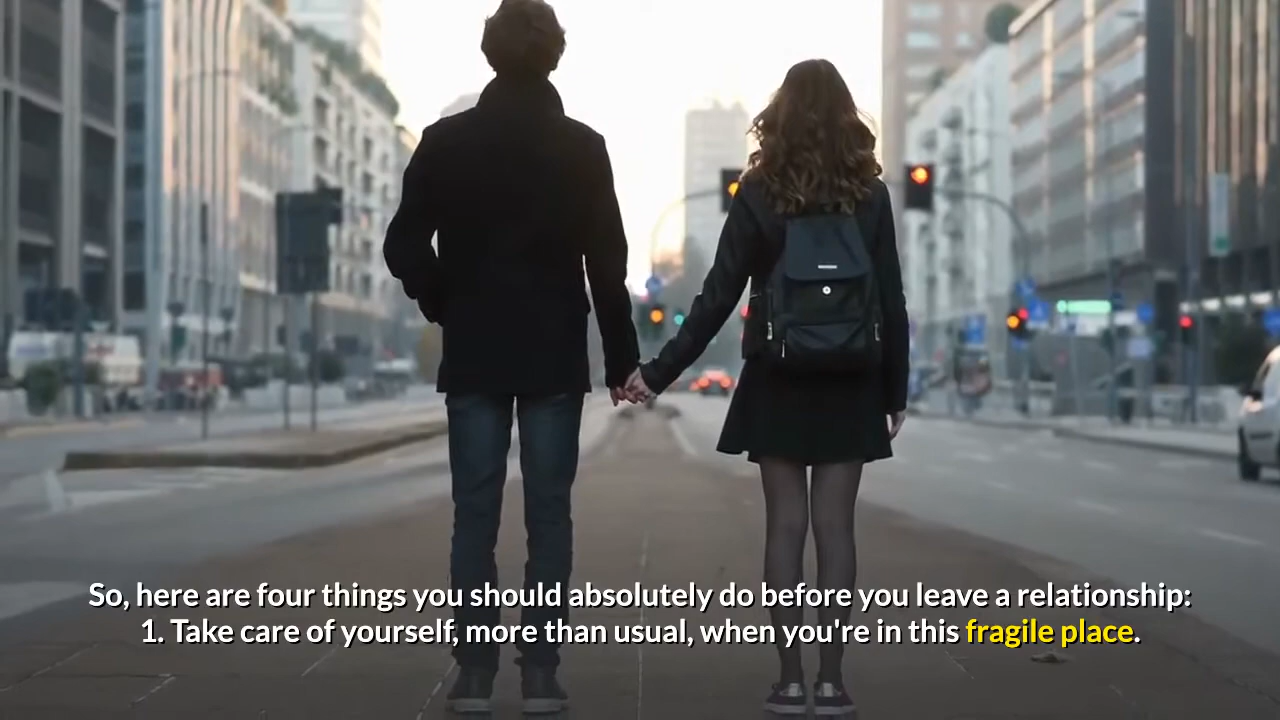 So, here are four things you should absolutely do before you leave a relationship:
1. Take care of yourself, more than usual, when you're in this fragile place.